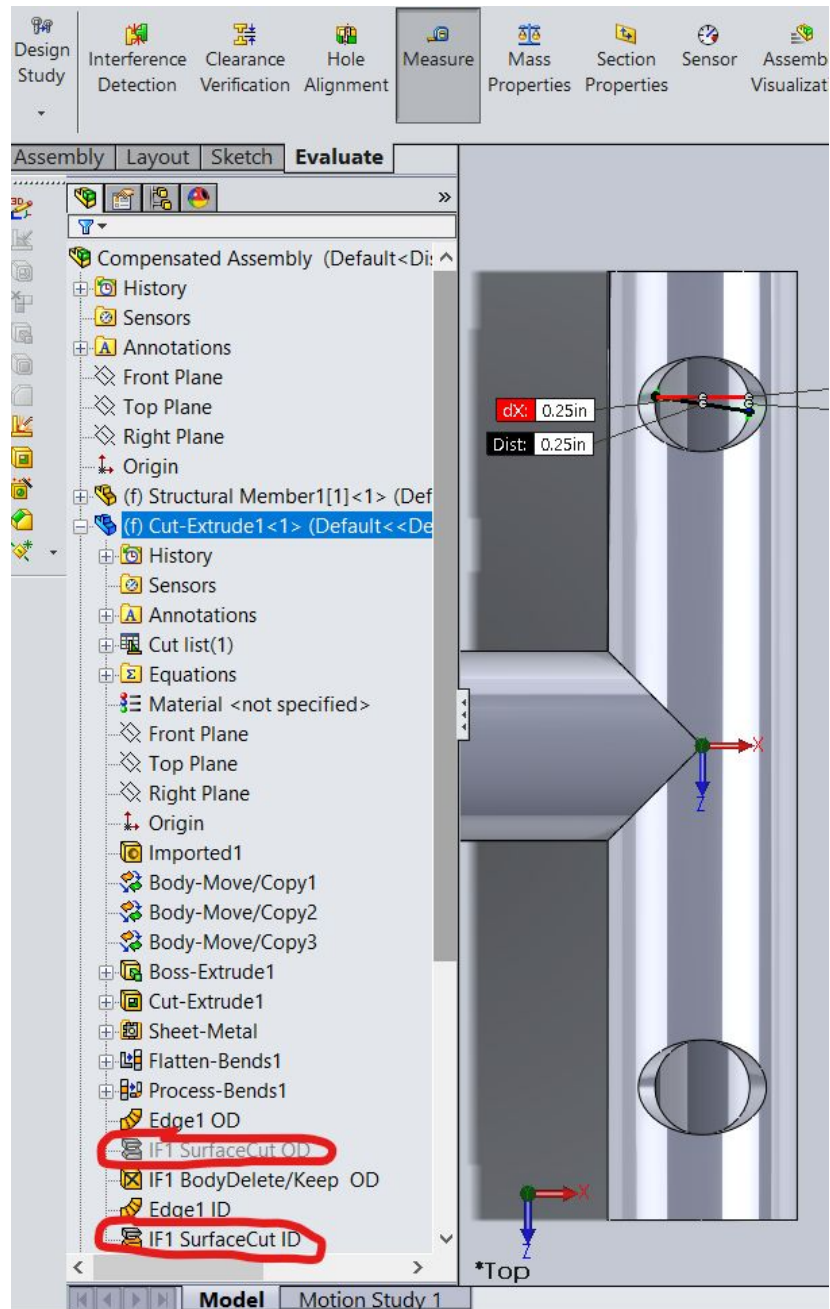 Design
Study
Interference
Detection
Clearance
Verification
Hole
Alignment
Measure
Mass
Properties
Section
Properties
Sensor
Assemb
Visualizat
Assembly Layout Sketch Evaluate
3D
»
Compensated Assembly (Default<Di
History
Sensors
Annotations
Front Plane
Top Plane
Right Plane
Origin
(f) Structural Member1[1]<1> (Def
(f) Cut-Extrude1<1> (Default<<De
History
Sensors
Annotations
Cut list(1)
Equations
Material <not specified>
Front Plane
Top Plane
Right Plane
Origin
Imported1
Body-Move/Copy1
Body-Move/Copy2
Body-Move/Copy3
Boss-Extrude1
Cut-Extrude1
Sheet-Metal
Flatten-Bends1
Process-Bends1
Edge1 OD
IF1 SurfaceCut OD
IF1 BodyDelete/Keep OD
Edge1 ID
IF1 SurfaceCut ID
Model Motion Study 1
dX: 0.25in
Dist: 0.25in
X
Z
X
Z
*Top